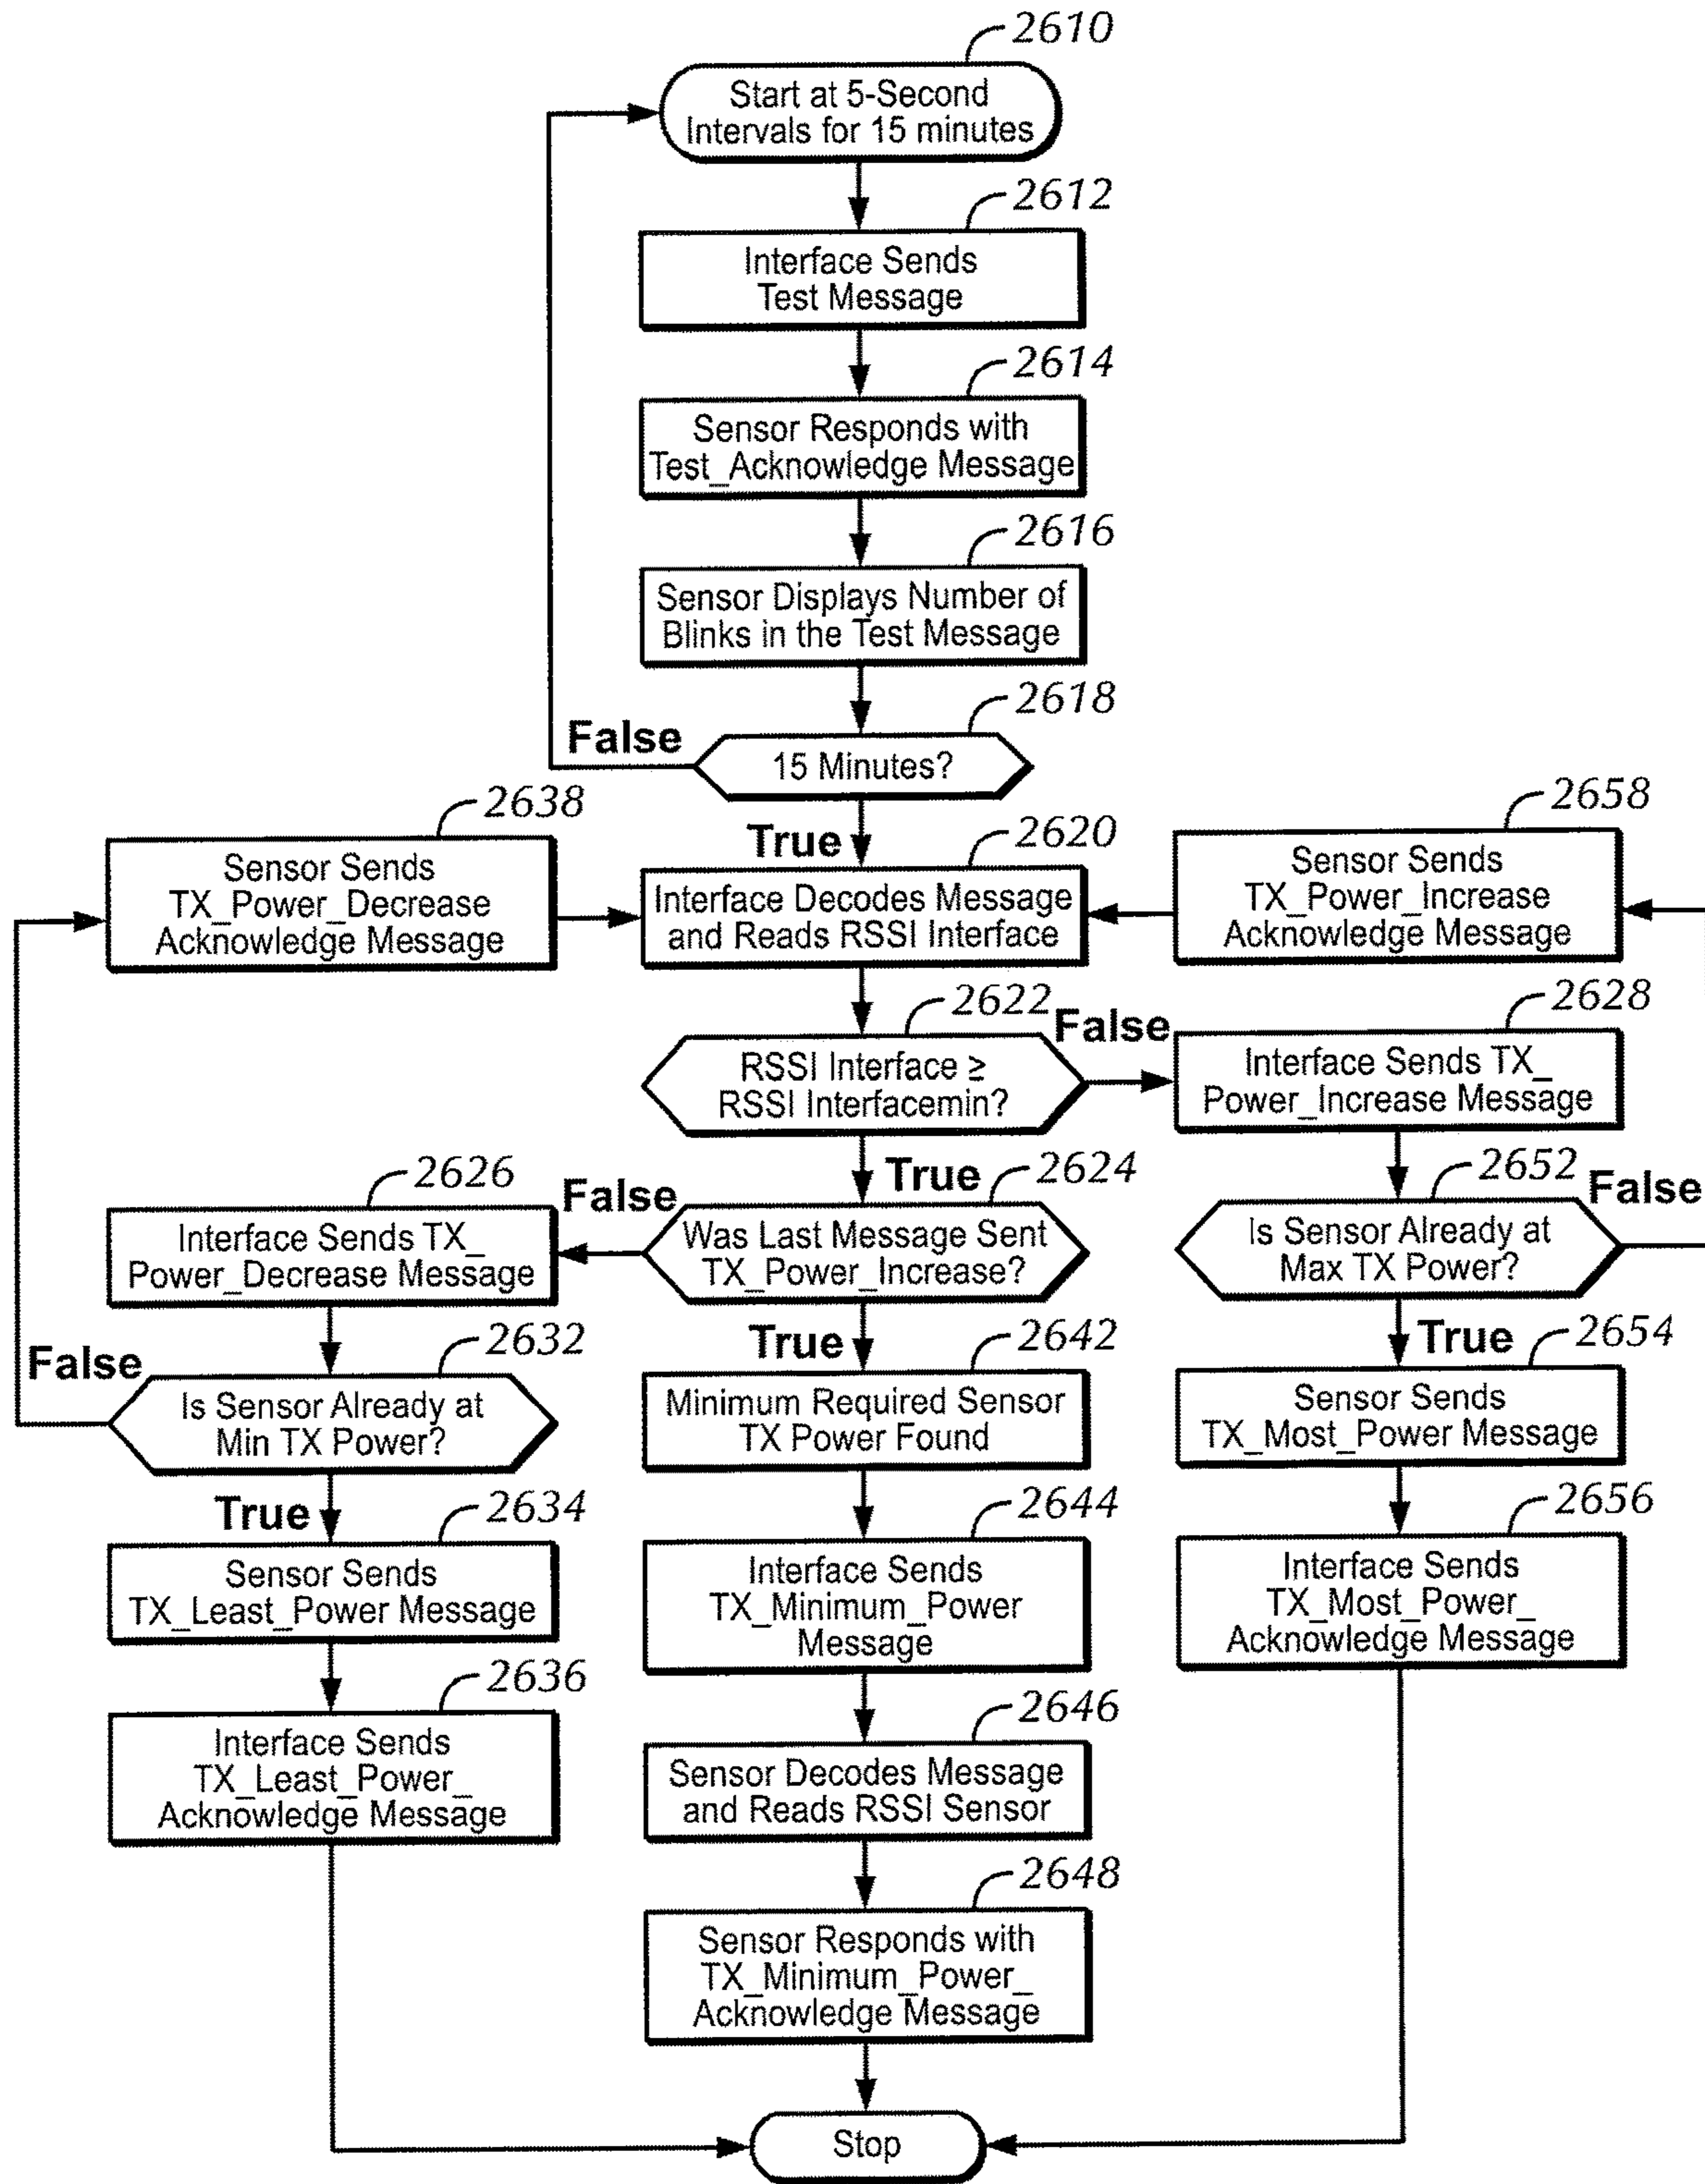 2610
Start at 5-Second
Intervals for 15 minutes
2612
Interface Sends
Test Message
2614
Sensor Responds with
Test_Acknowledge Message
2616
Sensor Displays Number of
Blinks in the Test Message
2618
False
15 Minutes?
2638
Sensor Sends
TX_Power_Decrease
Acknowledge Message
True
2620
Interface Decodes Message
and Reads RSSI Interface
2658
Sensor Sends
TX_Power_Increase
Acknowledge Message
2622
False
RSSI Interface ≥
RSSI Interfacemin?
2628
Interface Sends TX_
Power_Increase Message
2626
False
Interface Sends TX_
Power_Decrease Message
True
2624
Was Last Message Sent
TX_Power_Increase?
2652
False
Is Sensor Already at
Max TX Power?
2632
False
Is Sensor Already at
Min TX Power?
True
2642
Minimum Required Sensor
TX Power Found
True
2654
Sensor Sends
TX_Most_Power Message
True
2634
Sensor Sends
TX_Least_Power Message
2644
Interface Sends
TX_Minimum_Power
Message
2656
Interface Sends
TX_Most_Power_
Acknowledge Message
2636
Interface Sends
TX_Least_Power_
Acknowledge Message
2646
Sensor Decodes Message
and Reads RSSI Sensor
2648
Sensor Responds with
TX_Minimum_Power_
Acknowledge Message
Stop